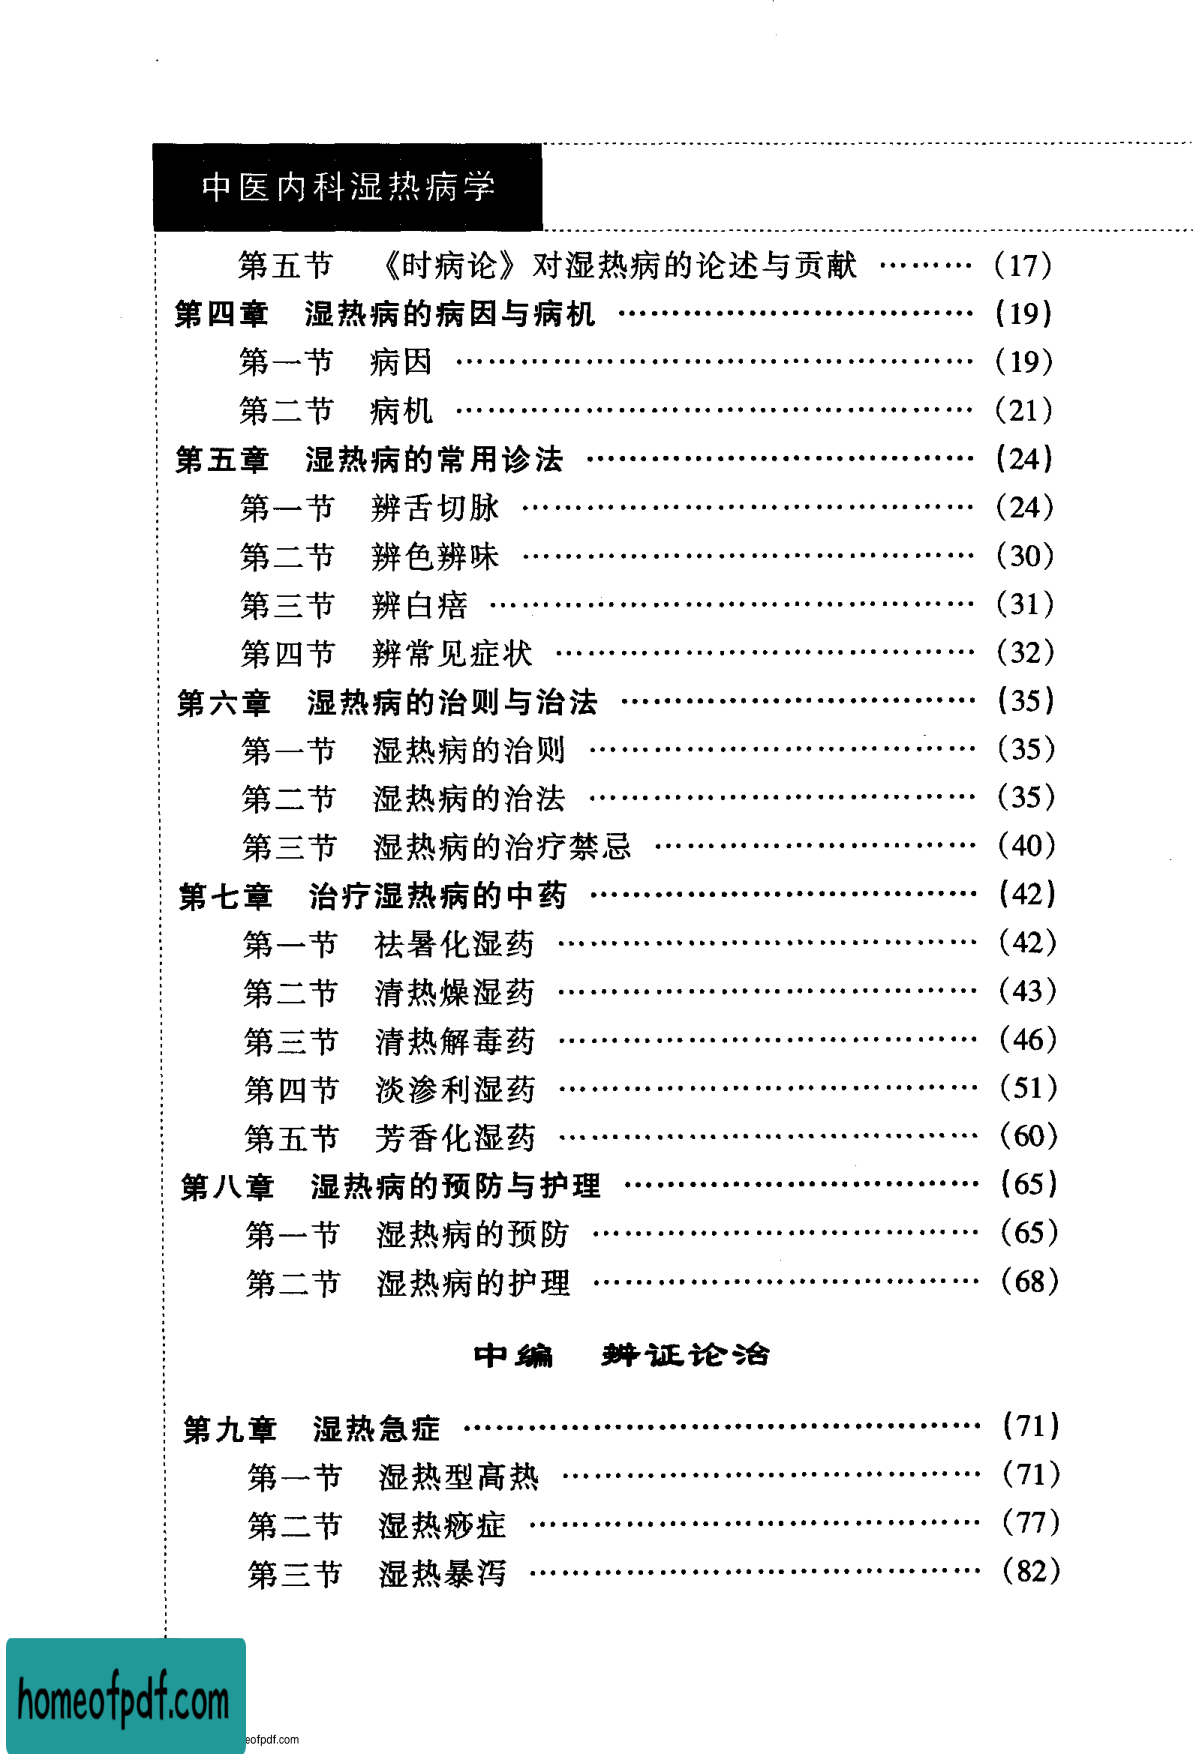 中医内科湿热病学
第五节 《时病论》对湿热病的论述与贡献 ……… (17)
第四章 湿热病的病因与病机 ………………………… (19)
第一节 病因 ……………………………………… (19)
第二节 病机 ……………………………………… (21)
第五章 湿热病的常用诊法 …………………………… (24)
第一节 辨舌切脉 ………………………………… (24)
第二节 辨色辨味 ………………………………… (30)
第三节 辨白㾦 …………………………………… (31)
第四节 辨常见症状 ……………………………… (32)
第六章 湿热病的治则与治法 ………………………… (35)
第一节 湿热病的治则 …………………………… (35)
第二节 湿热病的治法 …………………………… (35)
第三节 湿热病的治疗禁忌 ……………………… (40)
第七章 治疗湿热病的中药 …………………………… (42)
第一节 祛暑化湿药 ……………………………… (42)
第二节 清热燥湿药 ……………………………… (43)
第三节 清热解毒药 ……………………………… (46)
第四节 淡渗利湿药 ……………………………… (51)
第五节 芳香化湿药 ……………………………… (60)
第八章 湿热病的预防与护理 ………………………… (65)
第一节 湿热病的预防 …………………………… (65)
第二节 湿热病的护理 …………………………… (68)
中编 辨证论治
第九章 湿热急症 ……………………………………… (71)
第一节 湿热型高热 ……………………………… (71)
第二节 湿热痧症 ………………………………… (77)
第三节 湿热暴泻 ………………………………… (82)
homeofpdf.com
eofpdf.com